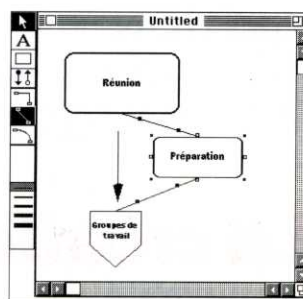 Untitled
A
Réunion
Préparation
Groupes de
travail